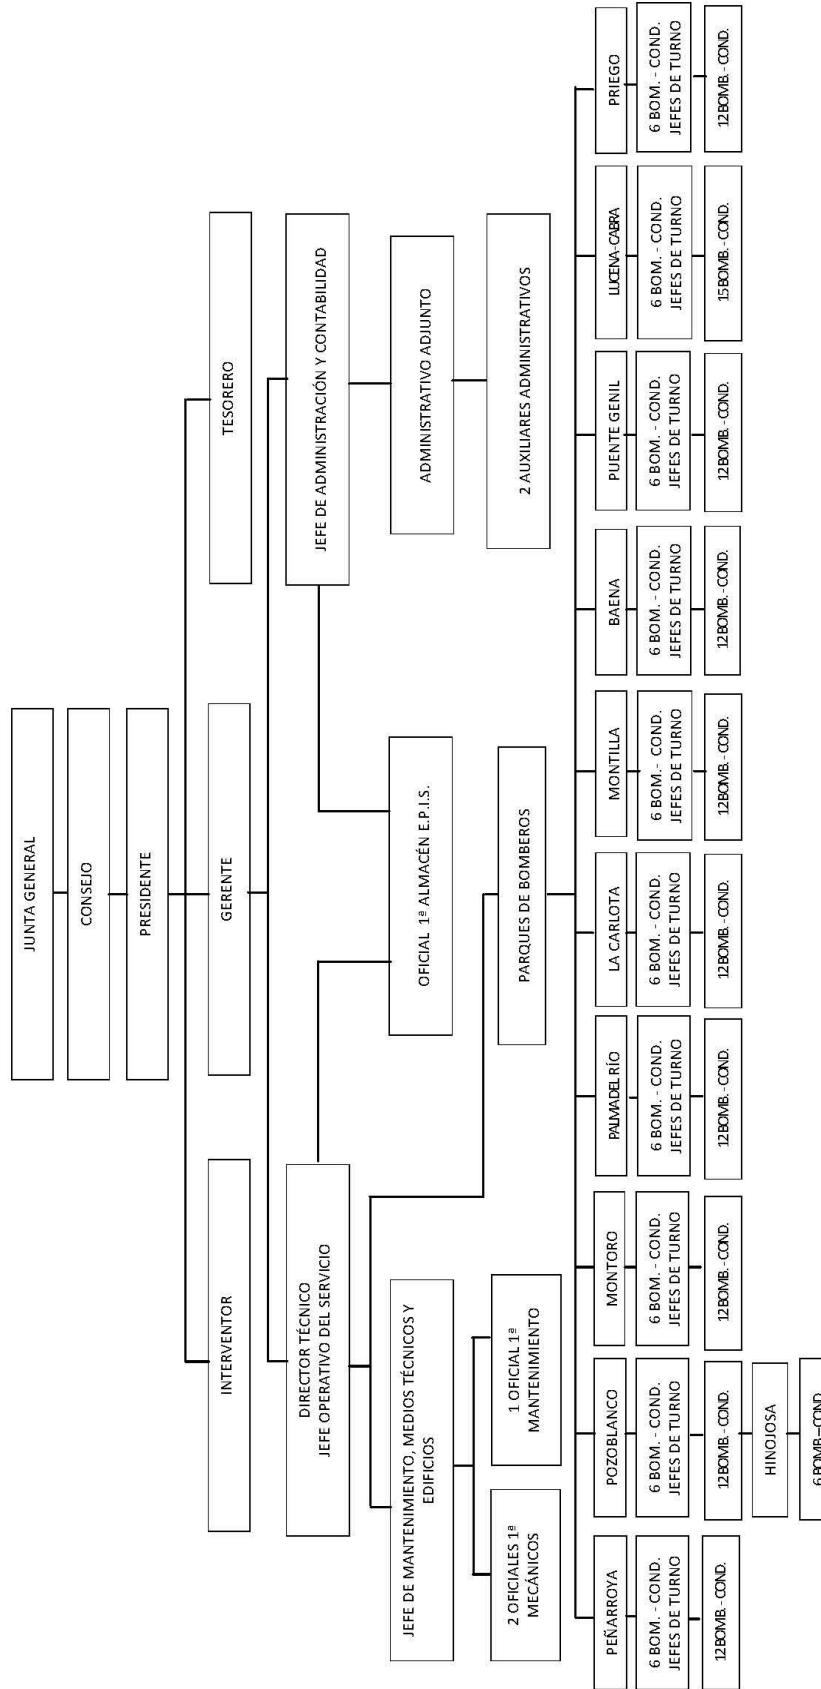 JUNTA GENERAL
CONSEJO
PRESIDENTE
INTERVENTOR
GERENTE
TESORERO
DIRECTOR TÉCNICO
JEFE OPERATIVO DEL SERVICIO
JEFE DE ADMINISTRACIÓN Y CONTABILIDAD
JEFE DE MANTENIMIENTO, MEDIOS TÉCNICOS Y
EDIFICIOS
OFICIAL 1ª ALMACÉN E.P.I.S.
ADMINISTRATIVO ADJUNTO
2 OFICIALES 1ª
MECÁNICOS
1 OFICIAL 1ª
MANTENIMIENTO
PARQUES DE BOMBEROS
2 AUXILIARES ADMINISTRATIVOS
PEÑARROYA
POZOBLANCO
MONTORO
PALMA DEL RÍO
LA CARLOTA
MONTILLA
BAENA
PUENTE GENIL
LUCENA-CABRA
PRIEGO
6 BOM. - COND.
JEFES DE TURNO
6 BOM. - COND.
JEFES DE TURNO
6 BOM. - COND.
JEFES DE TURNO
6 BOM. - COND.
JEFES DE TURNO
6 BOM. - COND.
JEFES DE TURNO
6 BOM.- COND.
JEFES DE TURNO
6 BOM. - COND.
JEFES DE TURNO
6 BOM. - COND.
JEFES DE TURNO
6 BOM. - COND.
JEFES DE TURNO
6 BOM. - COND.
JEFES DE TURNO
12BOMB. - COND.
12BOMB. - COND.
12BOMB. - COND.
12BOMB. - COND.
12BOMB. - COND.
12BOMB. - COND.
12BOMB. - COND.
12BOMB. - COND.
15BOMB. - COND.
12BOMB. - COND.
HINOJOSA
6 BOMB – COND